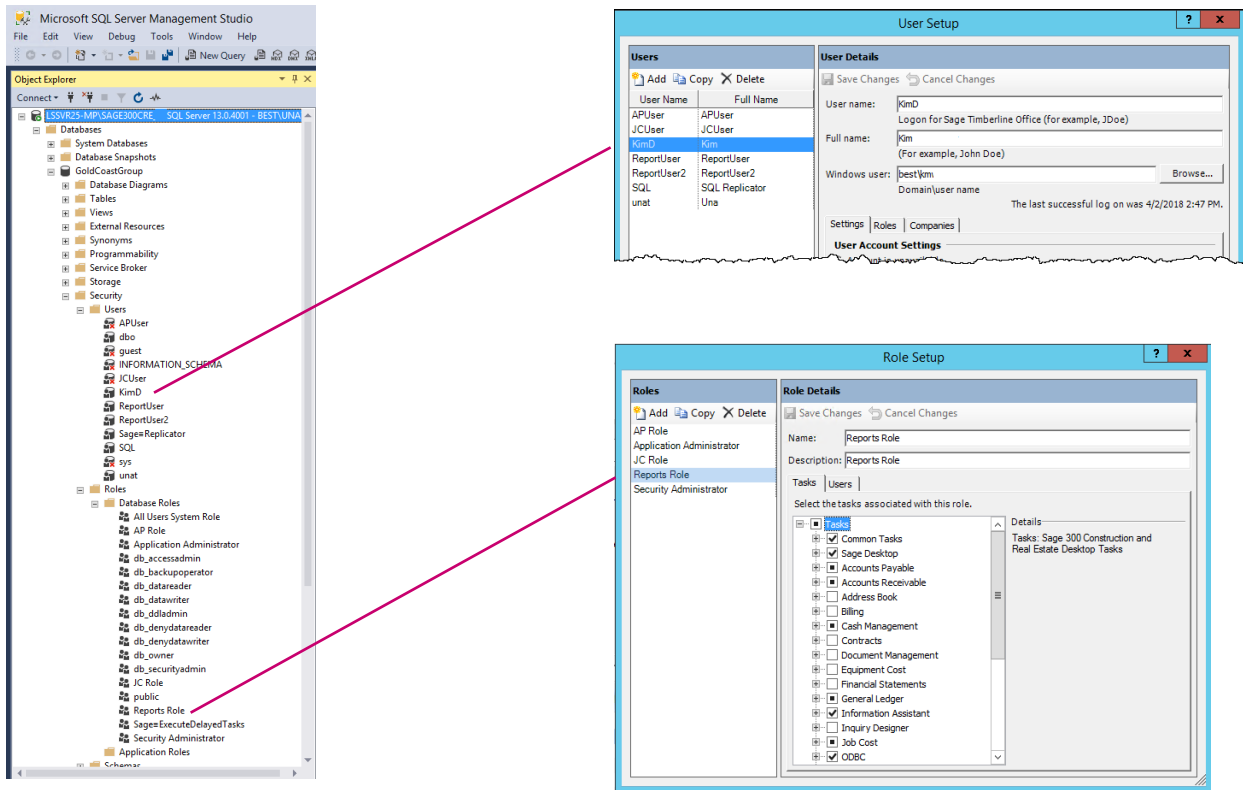 Microsoft SQL Server Management Studio
File Edit View Debug Tools Window Help
New Query
Object Explorer
Connect
LSSVR25-MP\SAGE300CRE_ SQL Server 13.0.4001 - BEST\UNA
Databases
System Databases
Database Snapshots
GoldCoastGroup
Database Diagrams
Tables
Views
External Resources
Synonyms
Programmability
Service Broker
Storage
Security
Users
APUser
dbo
guest
INFORMATION_SCHEMA
JCUser
KimD
ReportUser
ReportUser2
Sage=Replicator
SQL
sys
unat
Roles
Database Roles
All Users System Role
AP Role
Application Administrator
db_accessadmin
db_backupoperator
db_datareader
db_datawriter
db_ddladmin
db_denydatareader
db_denydatawriter
db_owner
db_securityadmin
JC Role
public
Reports Role
Sage=ExecuteDelayedTasks
Security Administrator
Application Roles
Schemas
User Setup ? x
Users
Add Copy Delete
User Name Full Name
APUser APUser
JCUser JCUser
KimD Kim
ReportUser ReportUser
ReportUser2 ReportUser2
SQL SQL Replicator
unat Una
User Details
Save Changes Cancel Changes
User name: KimD
Logon for Sage Timberline Office (for example, JDoe)
Full name: Kim
(For example, John Doe)
Windows user: best\km Browse...
Domain\user name
The last successful log on was 4/2/2018 2:47 PM.
Settings Roles Companies
User Account Settings
Role Setup ? x
Roles
Add Copy Delete
AP Role
Application Administrator
JC Role
Reports Role
Security Administrator
Role Details
Save Changes Cancel Changes
Name: Reports Role
Description: Reports Role
Tasks Users
Select the tasks associated with this role.
Tasks
Common Tasks
Sage Desktop
Accounts Payable
Accounts Receivable
Address Book
Billing
Cash Management
Contracts
Document Management
Equipment Cost
Financial Statements
General Ledger
Information Assistant
Inquiry Designer
Job Cost
ODBC
Details
Tasks: Sage 300 Construction and
Real Estate Desktop Tasks